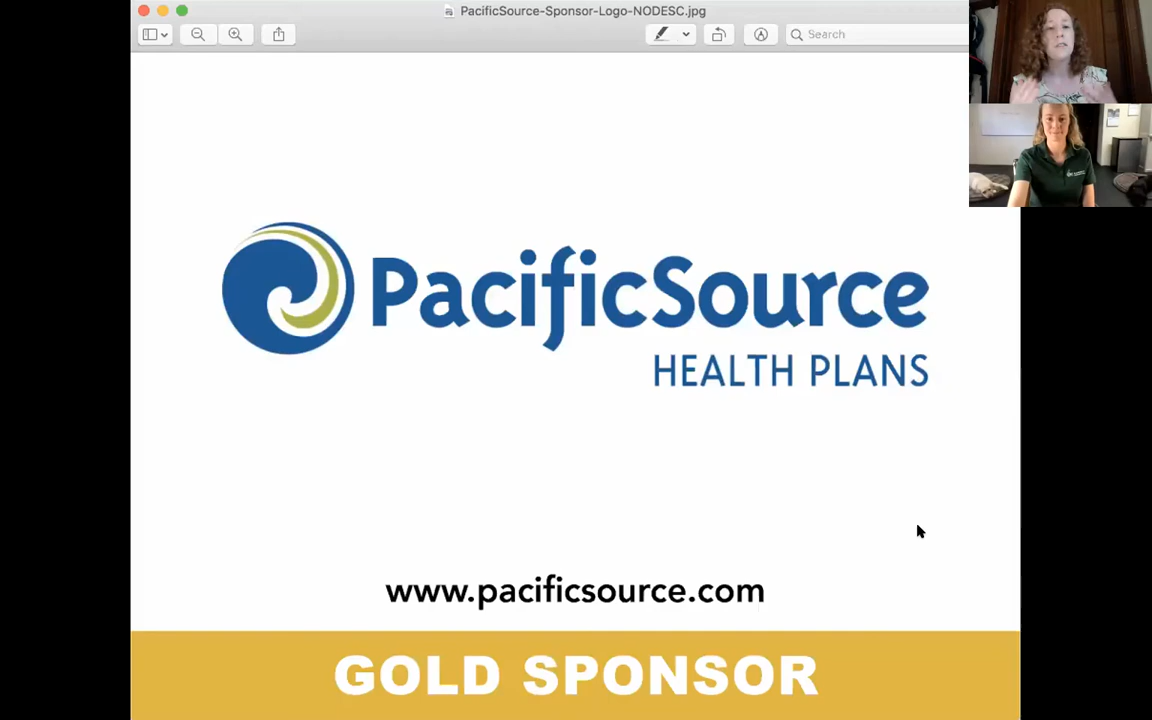 PacificSource-Sponsor-Logo-NODESC.jpg
Search
PacificSource
HEALTH PLANS
www.pacificsource.com
GOLD SPONSOR